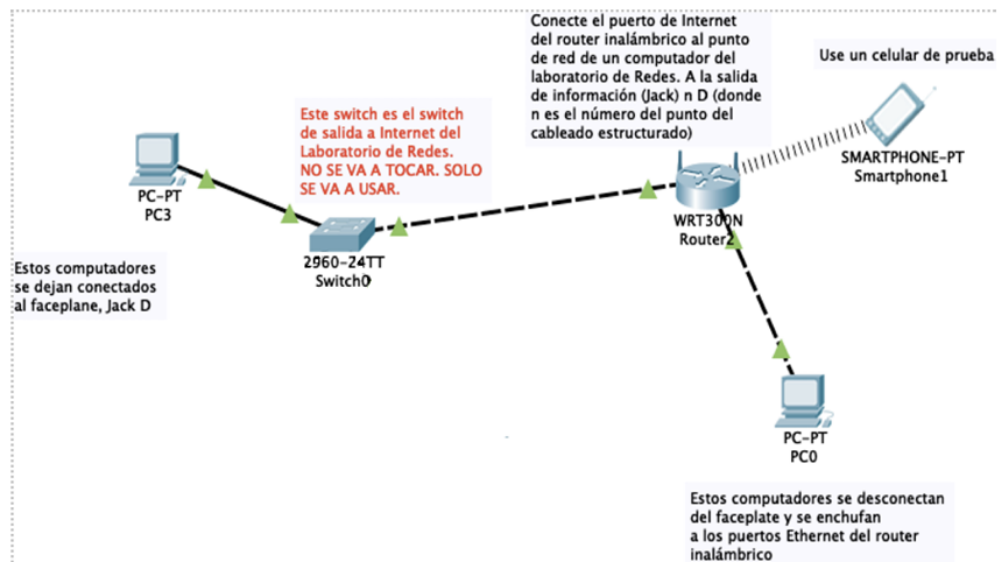 Conecte el puerto de Internet
del router inalámbrico al punto
de red de un computador del
laboratorio de Redes. A la salida
de información (Jack) n D (donde
n es el número del punto del
cableado estructurado)
Use un celular de prueba
Este switch es el switch
de salida a Internet del
Laboratorio de Redes.
NO SE VA A TOCAR. SOLO
SE VA A USAR.
SMARTPHONE-PT
Smartphone1
PC-PT
PC3
WRT300N
Router2
2960-24TT
Switch0
Estos computadores
se dejan conectados
al faceplane, Jack D
PC-PT
PC0
Estos computadores se desconectan
del faceplate y se enchufan
a los puertos Ethernet del router
inalámbrico